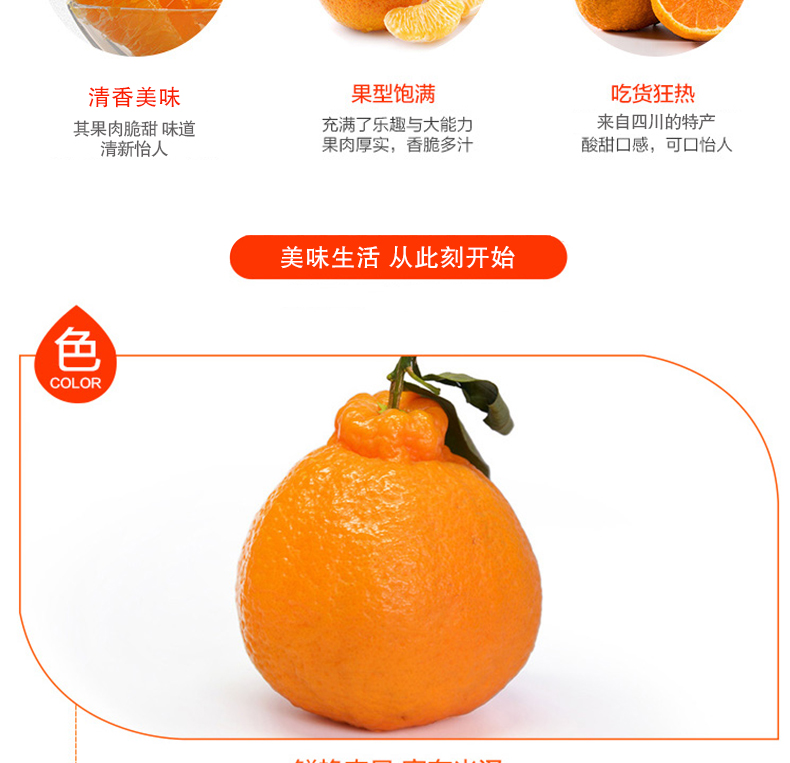 清香美味
其果肉脆甜 味道
清新怡人
果型饱满
充满了乐趣与大能力
果肉厚实，香脆多汁
吃货狂热
来自四川的特产
酸甜口感，可口怡人
美味生活 从此刻开始
色
COLOR